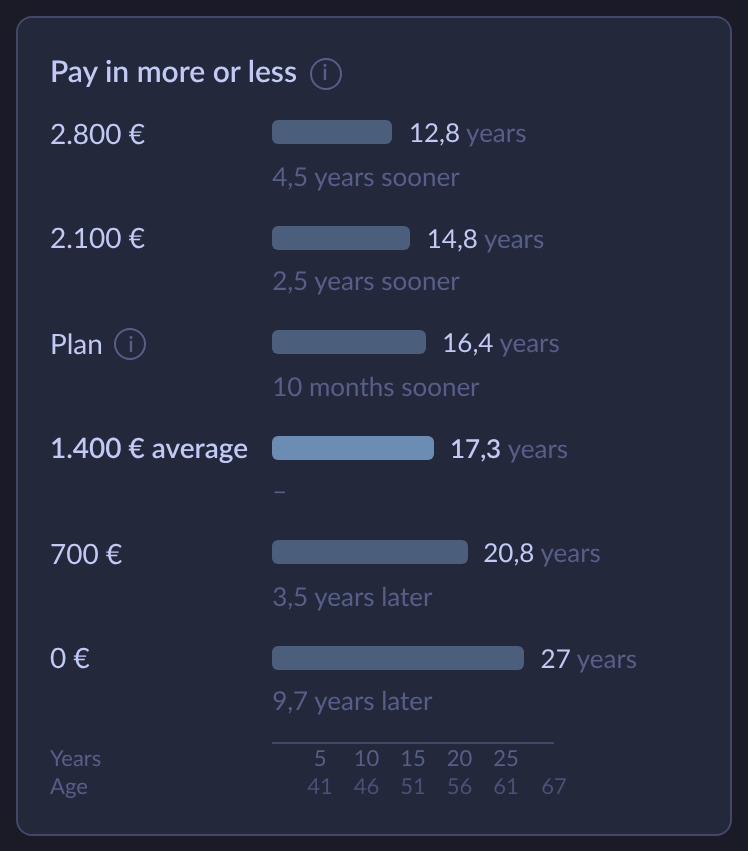 Pay in more or less
2.800 € 12,8 years
4,5 years sooner
2.100 € 14,8 years
2,5 years sooner
Plan 16,4 years
10 months sooner
1.400 € average 17,3 years
–
700 € 20,8 years
3,5 years later
0 € 27 years
9,7 years later
Years 5 10 15 20 25
Age 41 46 51 56 61 67